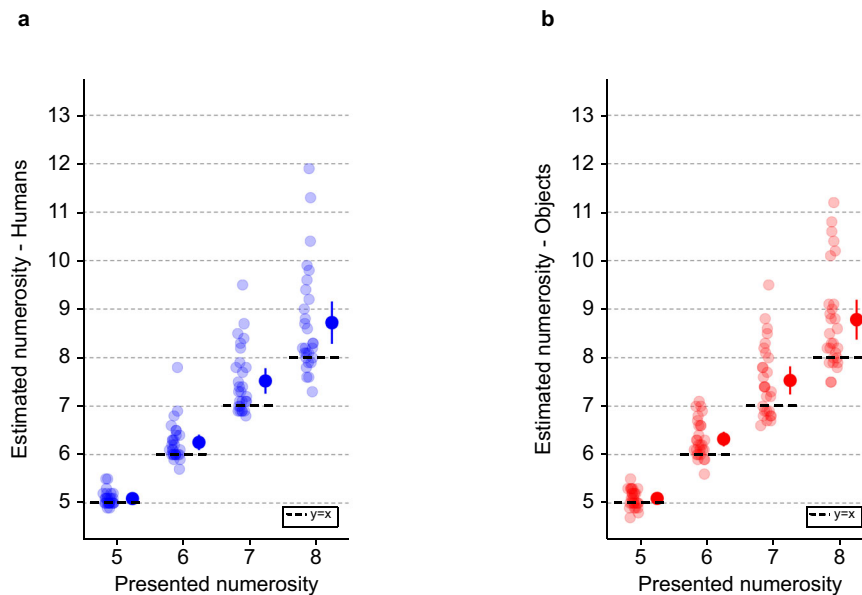 a
Estimated numerosity - Humans
13
12
11
10
9
8
7
6
5
5 6 7 8
Presented numerosity
y=x
b
Estimated numerosity - Objects
13
12
11
10
9
8
7
6
5
5 6 7 8
Presented numerosity
y=x